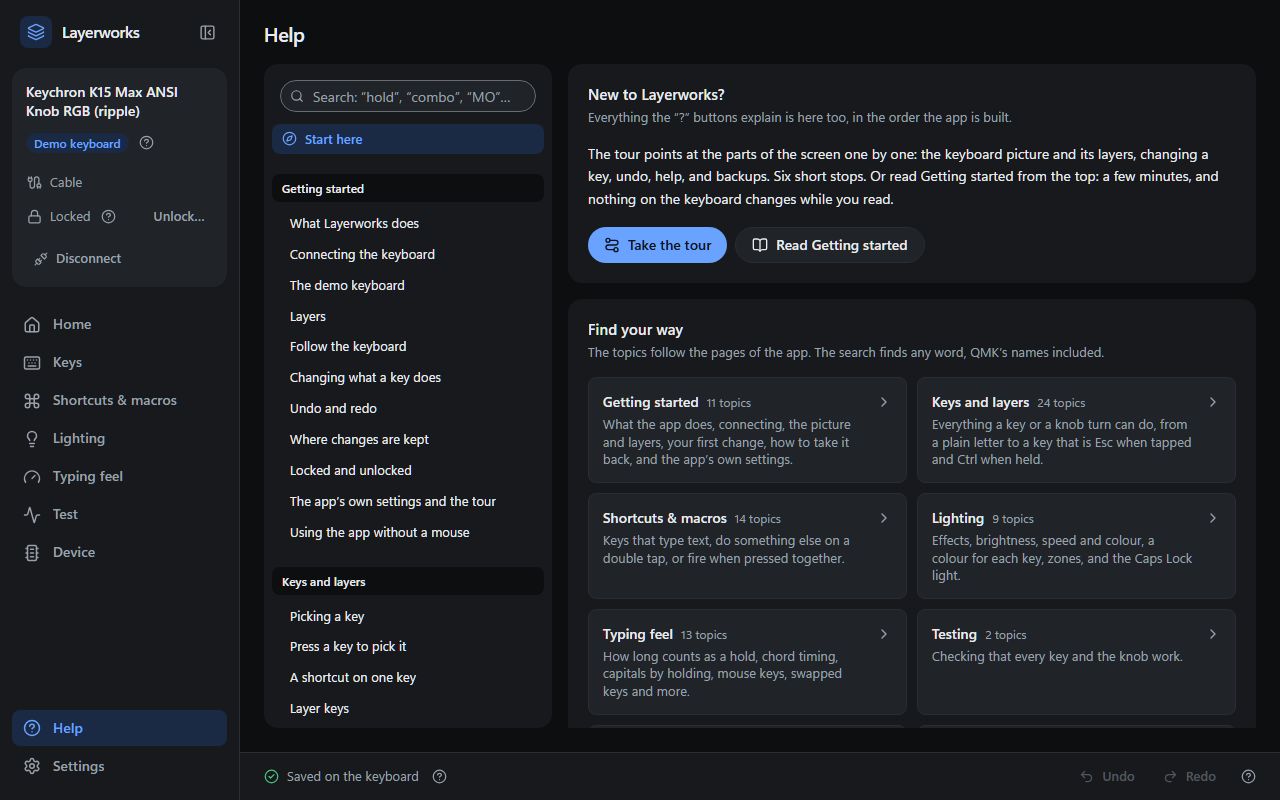 Layerworks
Keychron K15 Max ANSI
Knob RGB (ripple)
Demo keyboard
Cable
Locked
Unlock...
Disconnect
Home
Keys
Shortcuts & macros
Lighting
Typing feel
Test
Device
Help
Settings
Help
Search: “hold”, “combo”, “MO”...
Start here
Getting started
What Layerworks does
Connecting the keyboard
The demo keyboard
Layers
Follow the keyboard
Changing what a key does
Undo and redo
Where changes are kept
Locked and unlocked
The app’s own settings and the tour
Using the app without a mouse
Keys and layers
Picking a key
Press a key to pick it
A shortcut on one key
Layer keys
New to Layerworks?
Everything the “?” buttons explain is here too, in the order the app is built.
The tour points at the parts of the screen one by one: the keyboard picture and its layers, changing a
key, undo, help, and backups. Six short stops. Or read Getting started from the top: a few minutes, and
nothing on the keyboard changes while you read.
Take the tour
Read Getting started
Find your way
The topics follow the pages of the app. The search finds any word, QMK’s names included.
Getting started 11 topics
What the app does, connecting, the picture
and layers, your first change, how to take it
back, and the app’s own settings.
Keys and layers 24 topics
Everything a key or a knob turn can do, from
a plain letter to a key that is Esc when tapped
and Ctrl when held.
Shortcuts & macros 14 topics
Keys that type text, do something else on a
double tap, or fire when pressed together.
Lighting 9 topics
Effects, brightness, speed and colour, a
colour for each key, zones, and the Caps Lock
light.
Typing feel 13 topics
How long counts as a hold, chord timing,
capitals by holding, mouse keys, swapped
keys and more.
Testing 2 topics
Checking that every key and the knob work.
Saved on the keyboard
Undo
Redo